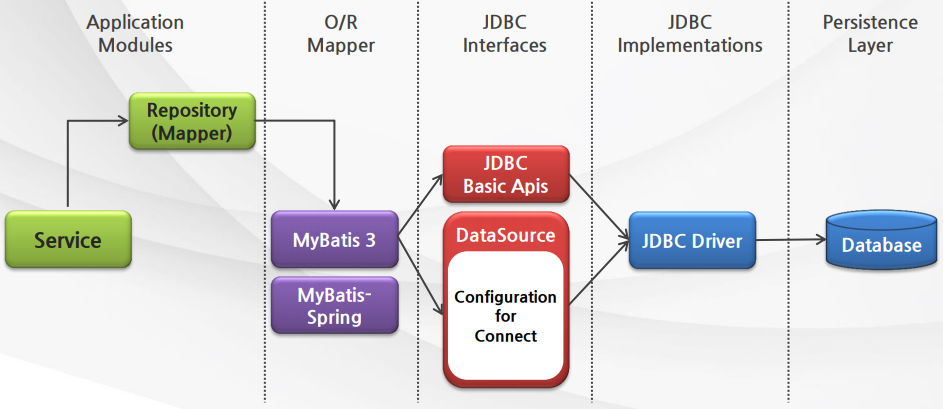 Application
Modules
O/R
Mapper
JDBC
Interfaces
JDBC
Implementations
Persistence
Layer
Repository
(Mapper)
Service
MyBatis 3
MyBatis-
Spring
JDBC
Basic Apis
DataSource
Configuration
for
Connect
JDBC Driver
Database